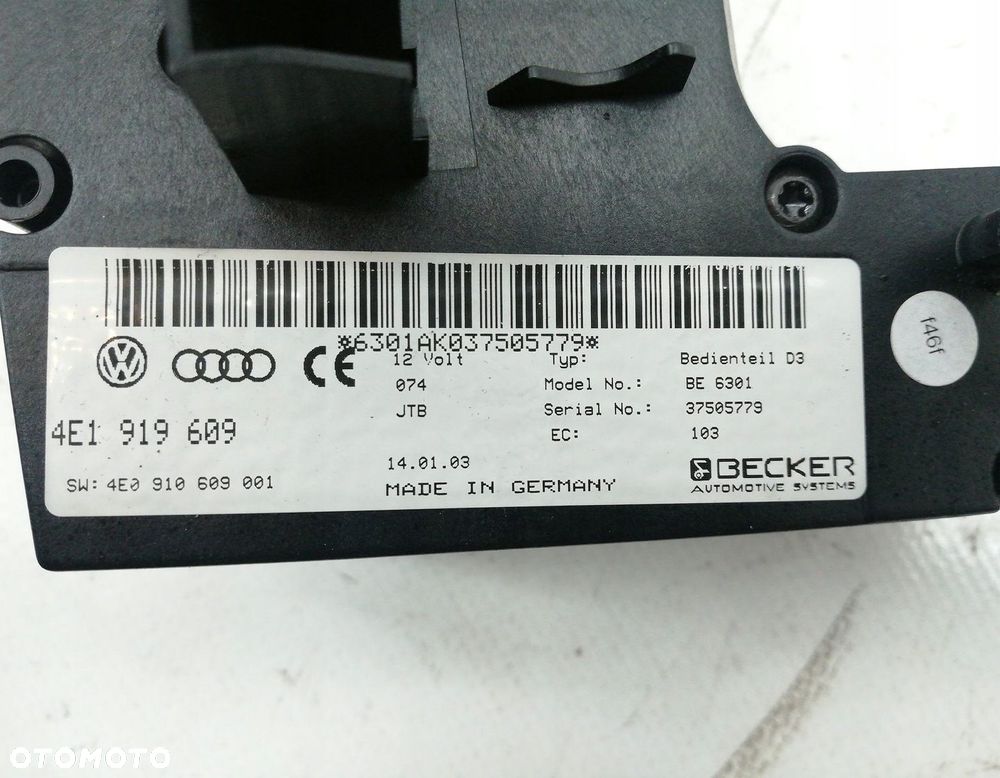 *6301AK037505779*
12 Volt Typ: Bedienteil D3
074 Model No.: BE 6301
JTB Serial No.: 37505779
4E1 919 609 EC: 103
14.01.03 BECKER
SW: 4E0 910 609 001 MADE IN GERMANY AUTOMOTIVE SYSTEMS
CE
f46f
OTOMOTO